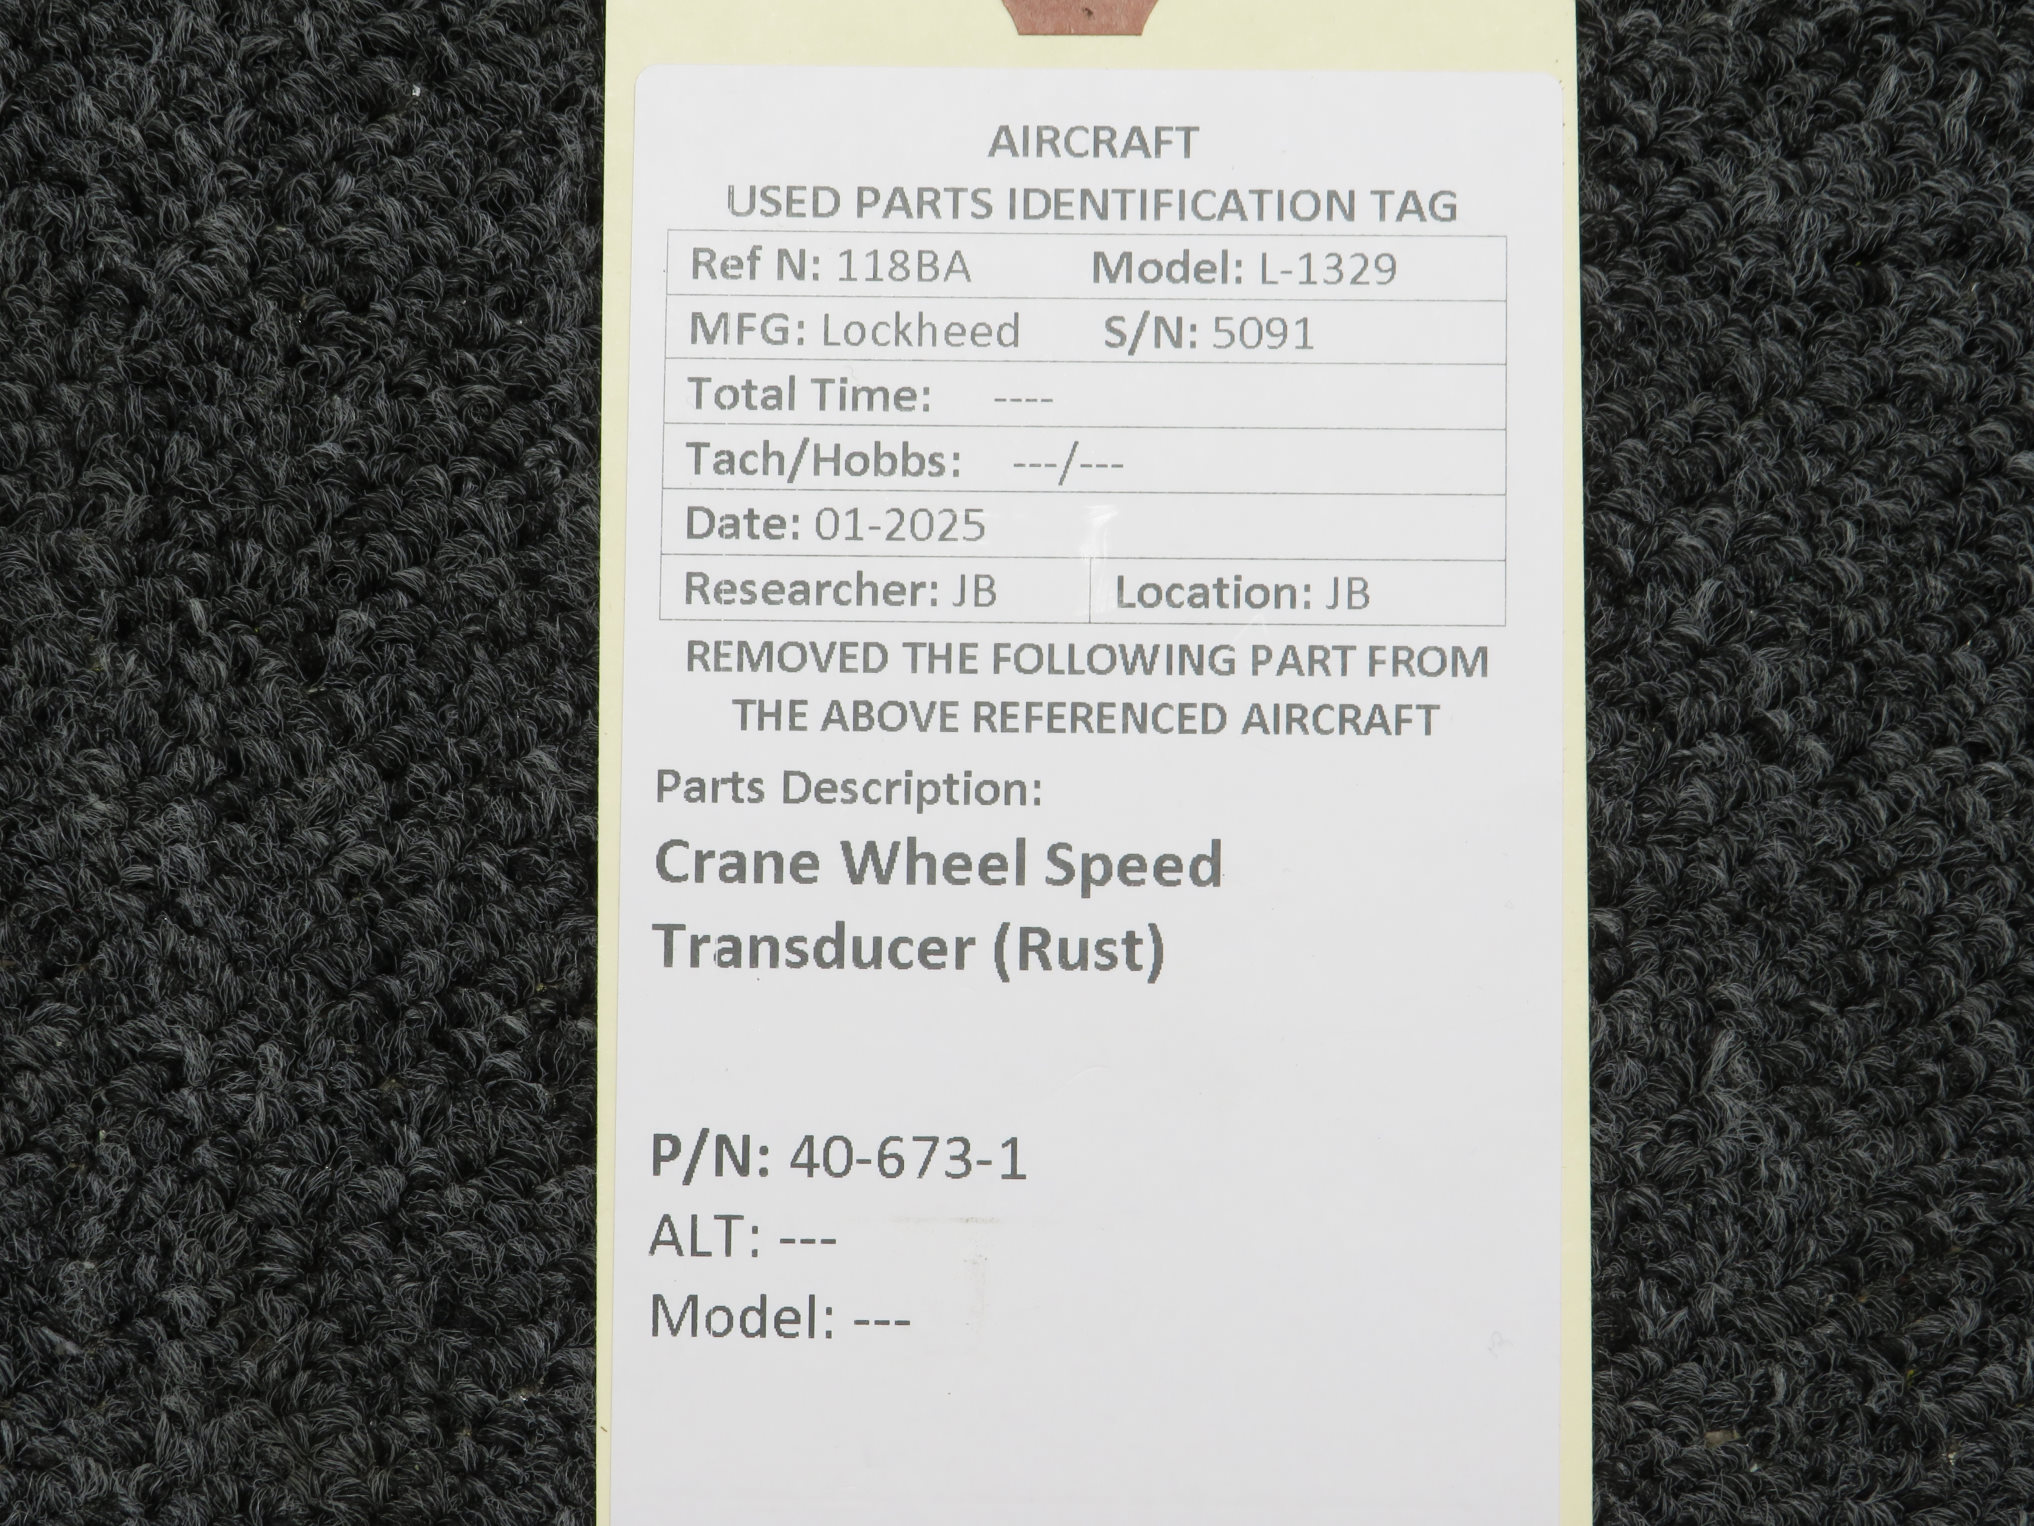 AIRCRAFT
USED PARTS IDENTIFICATION TAG
Ref N: 118BA Model: L-1329
MFG: Lockheed S/N: 5091
Total Time: ----
Tach/Hobbs: ---/---
Date: 01-2025
Researcher: JB Location: JB
REMOVED THE FOLLOWING PART FROM
THE ABOVE REFERENCED AIRCRAFT
Parts Description:
Crane Wheel Speed
Transducer (Rust)
P/N: 40-673-1
ALT: ---
Model: ---